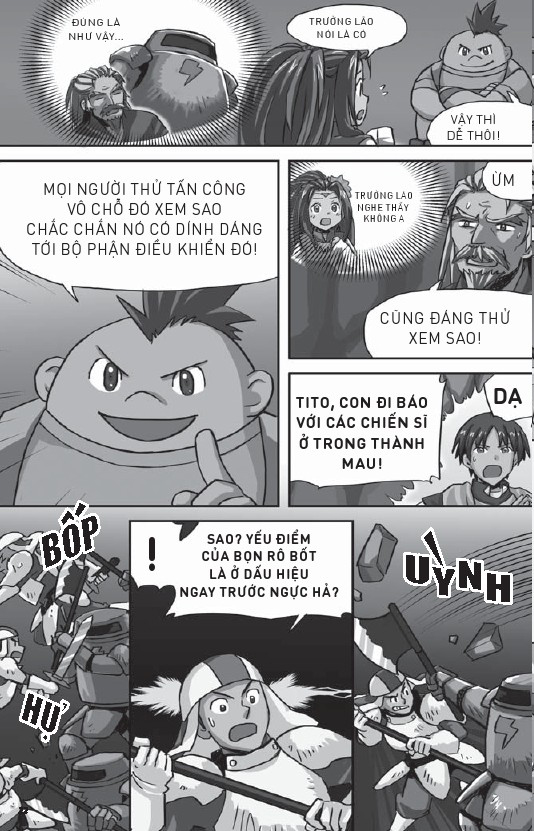 ĐÚNG LÀ
NHƯ VẬY...
TRƯỞNG LÃO
NÓI LÀ CÓ
VẬY THÌ
DỄ THÔI!
MỌI NGƯỜI THỬ TẤN CÔNG
VÔ CHỖ ĐÓ XEM SAO
CHẮC CHẮN NÓ CÓ DÍNH DÁNG
TỚI BỘ PHẬN ĐIỀU KHIỂN ĐÓ!
TRƯỞNG LÃO
NGHE THẤY
KHÔNG Ạ
ỪM
CŨNG ĐÁNG THỬ
XEM SAO!
TITO, CON ĐI BÁO
VỚI CÁC CHIẾN SĨ
Ở TRONG THÀNH
MAU!
DẠ
BỐP
HỰ
!
SAO? YẾU ĐIỂM
CỦA BỌN RÔ BỐT
LÀ Ở DẤU HIỆU
NGAY TRƯỚC NGỰC HẢ?
UỲNH